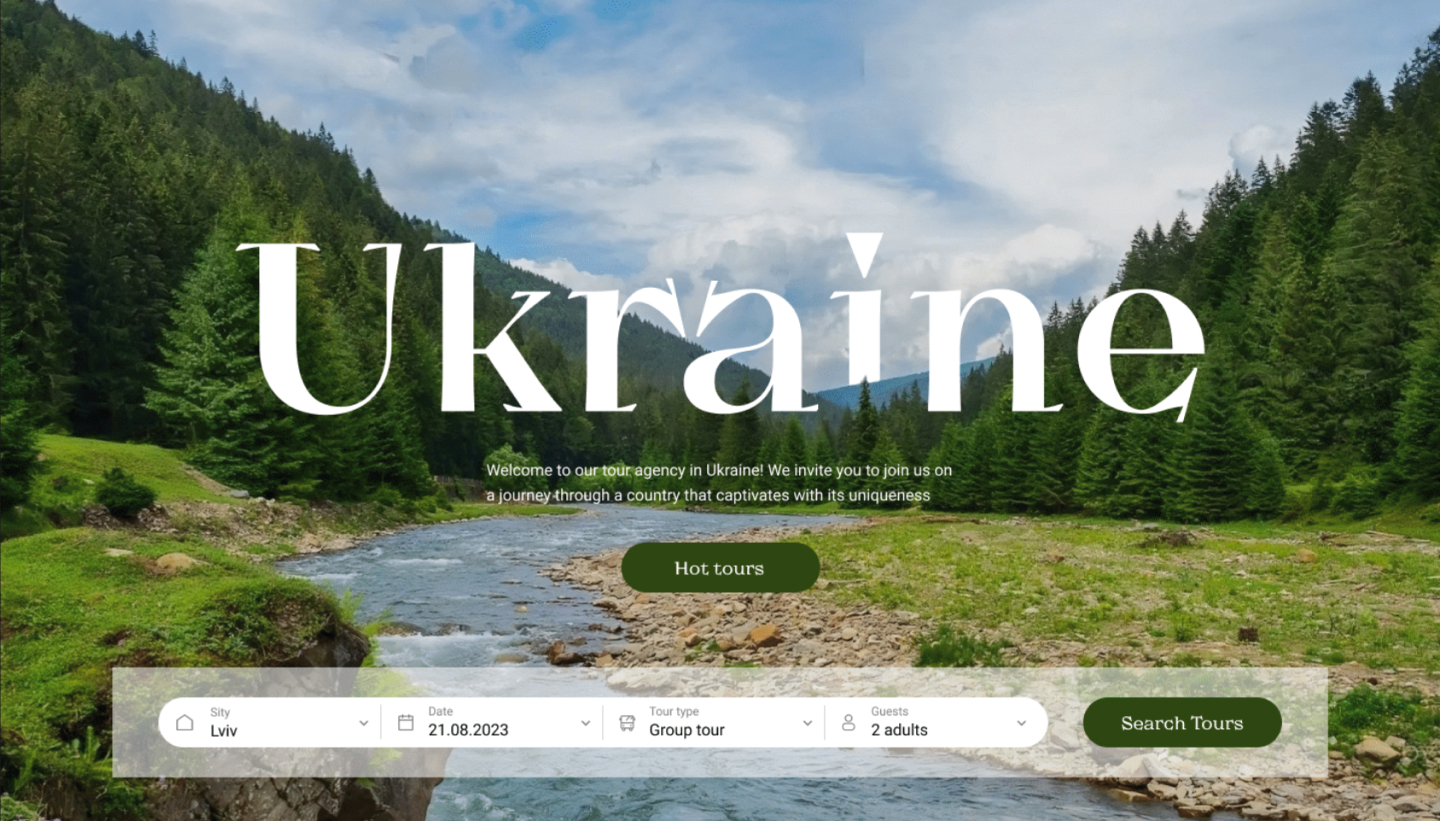 Ukraine
Welcome to our tour agency in Ukraine! We invite you to join us on
a journey through a country that captivates with its uniqueness
Hot tours
Sity
Lviv
Date
21.08.2023
Tour type
Group tour
Guests
2 adults
Search Tours